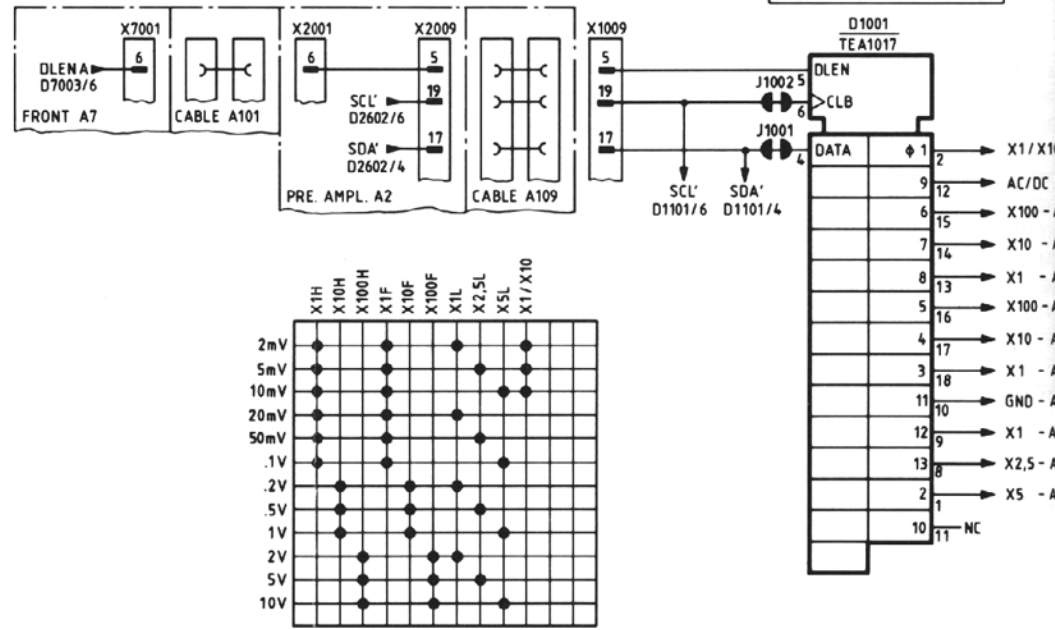 D1001
TEA1017
X7001
X2001
X2009
X1009
6
6
5
5
5
DLEN
DLENA
D7003/6
J1002
19
19
6
CLB
SCL'
D2602/6
FRONT A7
CABLE A101
J1001
17
17
4
DATA
ϕ 1
2
X1/X10
SDA'
D2602/4
PRE. AMPL. A2
CABLE A109
SCL'
D1101/6
SDA'
D1101/4
9
12
AC/DC
6
15
X100 - A
7
14
X10 - A
8
13
X1 - A
5
16
X100 - A
4
17
X10 - A
3
18
X1 - A
11
10
GND - A
12
9
X1 - A
13
8
X2,5 - A
2
1
X5 - A
10
11
NC
X1H
X10H
X100H
X1F
X10F
X100F
X1L
X2,5L
X5L
X1/X10
2mV
5mV
10mV
20mV
50mV
.1V
.2V
.5V
1V
2V
5V
10V